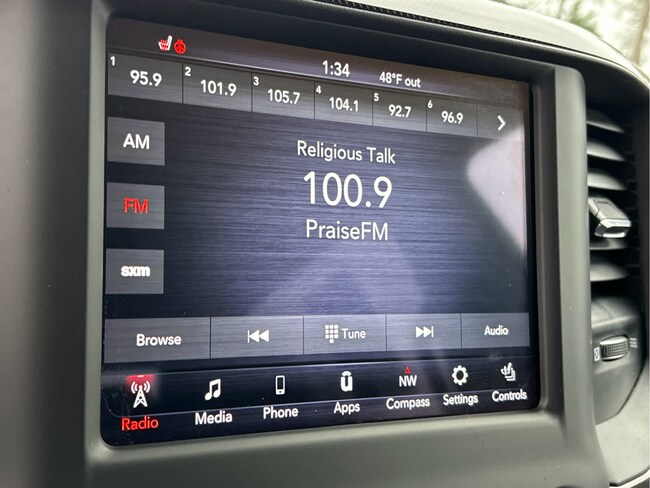 1:34 48°F out
1 95.9 2 101.9 3 105.7 4 104.1 5 92.7 6 96.9
AM
FM
sxm
Religious Talk
100.9
PraiseFM
Browse Tune Audio
Radio Media Phone Apps NW Compass Settings Controls